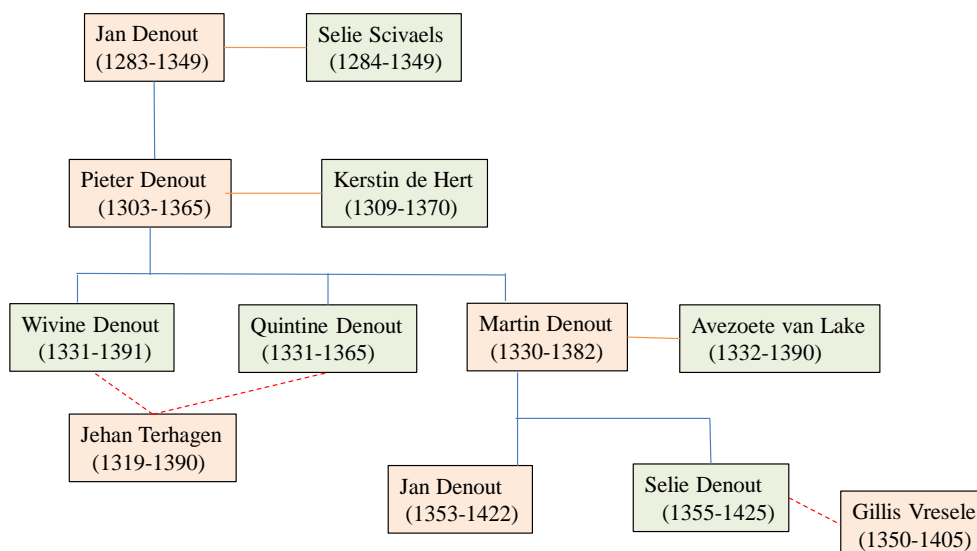 Jan Denout
(1283-1349)
Selie Scivaels
(1284-1349)
Pieter Denout
(1303-1365)
Kerstin de Hert
(1309-1370)
Wivine Denout
(1331-1391)
Quintine Denout
(1331-1365)
Martin Denout
(1330-1382)
Avezoete van Lake
(1332-1390)
Jehan Terhagen
(1319-1390)
Jan Denout
(1353-1422)
Selie Denout
(1355-1425)
Gillis Vresele
(1350-1405)